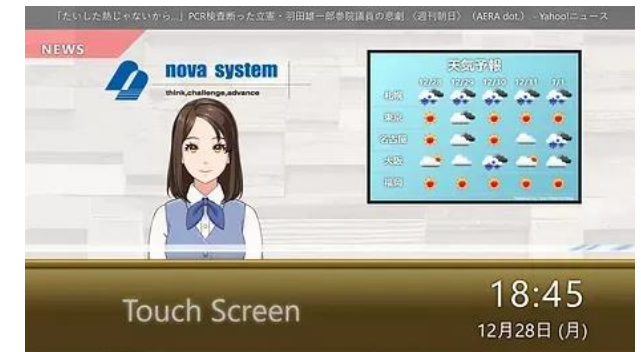 「たいした熱じゃないから…」PCR検査断った立憲・羽田雄一郎参院議員の悲劇 〈週刊朝日〉（AERA dot.） - Yahoo!ニュース
NEWS
nova system
think,challenge,advance
天気予報
12/28 12/29 12/30 12/31 1/1
札幌
東京
名古屋
大阪
福岡
Touch Screen
18:45
12月28日 (月)